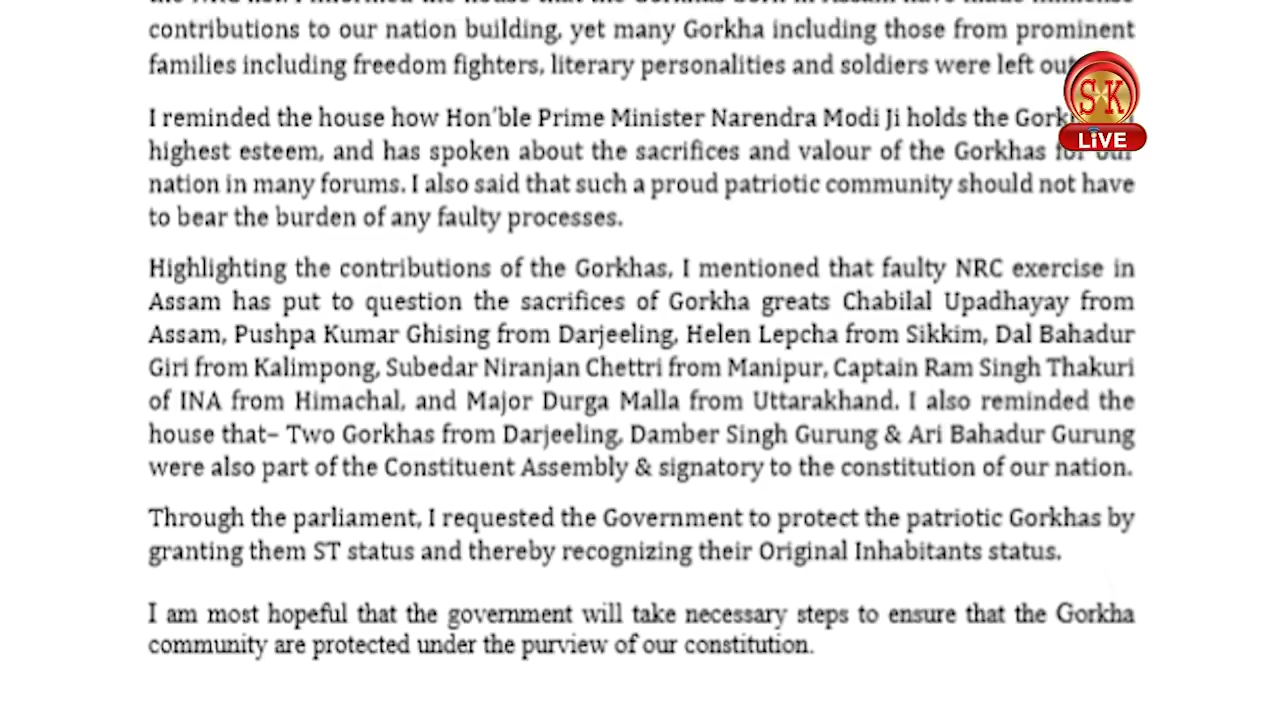 contributions to our nation building, yet many Gorkha including those from prominent
families including freedom fighters, literary personalities and soldiers were left out
I reminded the house how Hon'ble Prime Minister Narendra Modi Ji holds the
highest esteem, and has spoken about the sacrifices and valour of the Gorkhas for our
nation in many forums. I also said that such a proud patriotic community should not have
to bear the burden of any faulty processes.
Highlighting the contributions of the Gorkhas, I mentioned that faulty NRC exercise in
Assam has put to question the sacrifices of Gorkha greats Chabilal Upadhayay from
Assam, Pushpa Kumar Ghising from Darjeeling, Helen Lepcha from Sikkim, Dal Bahadur
Giri from Kalimpong, Subedar Niranjan Chettri from Manipur, Captain Ram Singh Thakuri
of INA from Himachal, and Major Durga Malla from Uttarakhand. I also reminded the
house that– Two Gorkhas from Darjeeling, Damber Singh Gurung & Ari Bahadur Gurung
were also part of the Constituent Assembly & signatory to the constitution of our nation.
Through the parliament, I requested the Government to protect the patriotic Gorkhas by
granting them ST status and thereby recognizing their Original Inhabitants status.
I am most hopeful that the government will take necessary steps to ensure that the Gorkha
community are protected under the purview of our constitution.
SK
LIVE